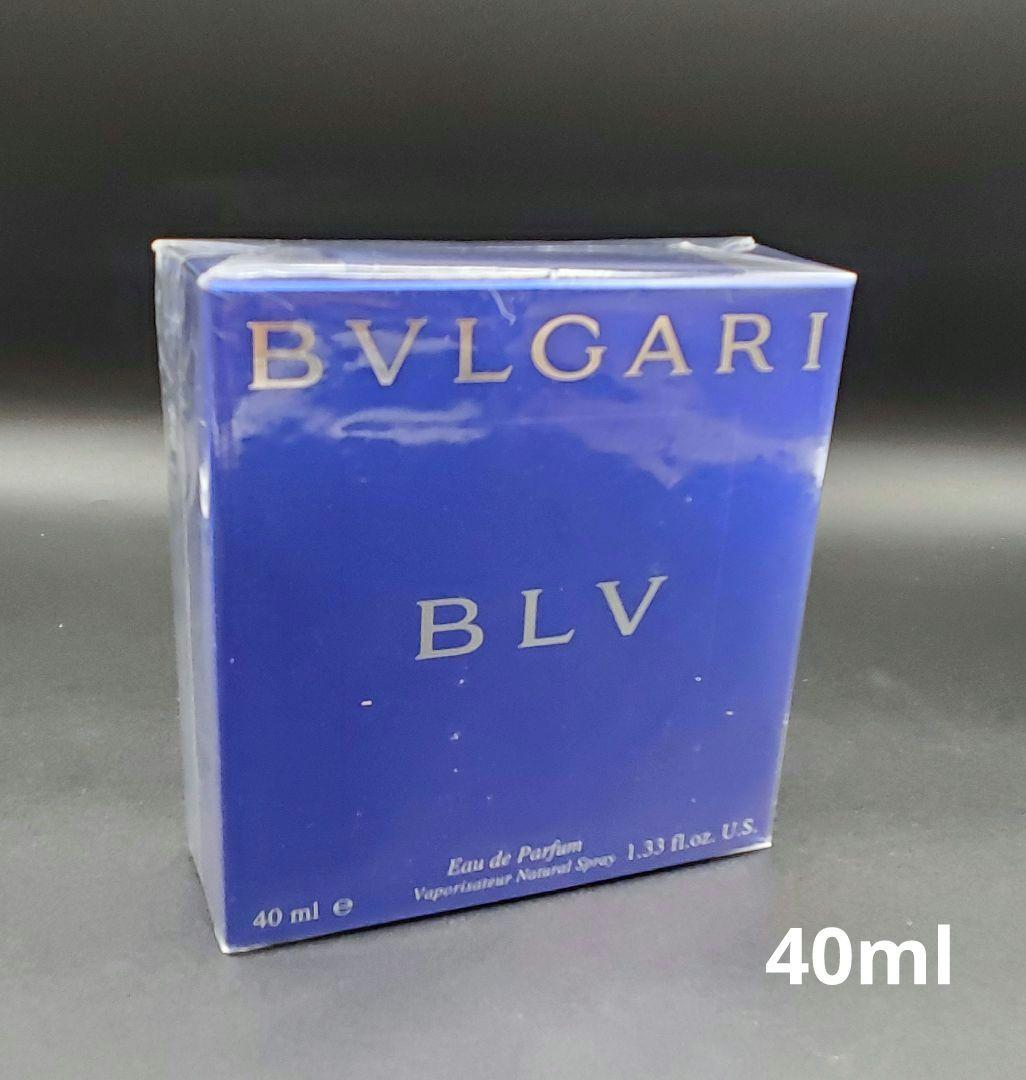 BVLGARI
BLV
Eau de Parfum
Vaporisateur Natural Spray
40 ml e 1.33 fl.oz. U.S.
40ml